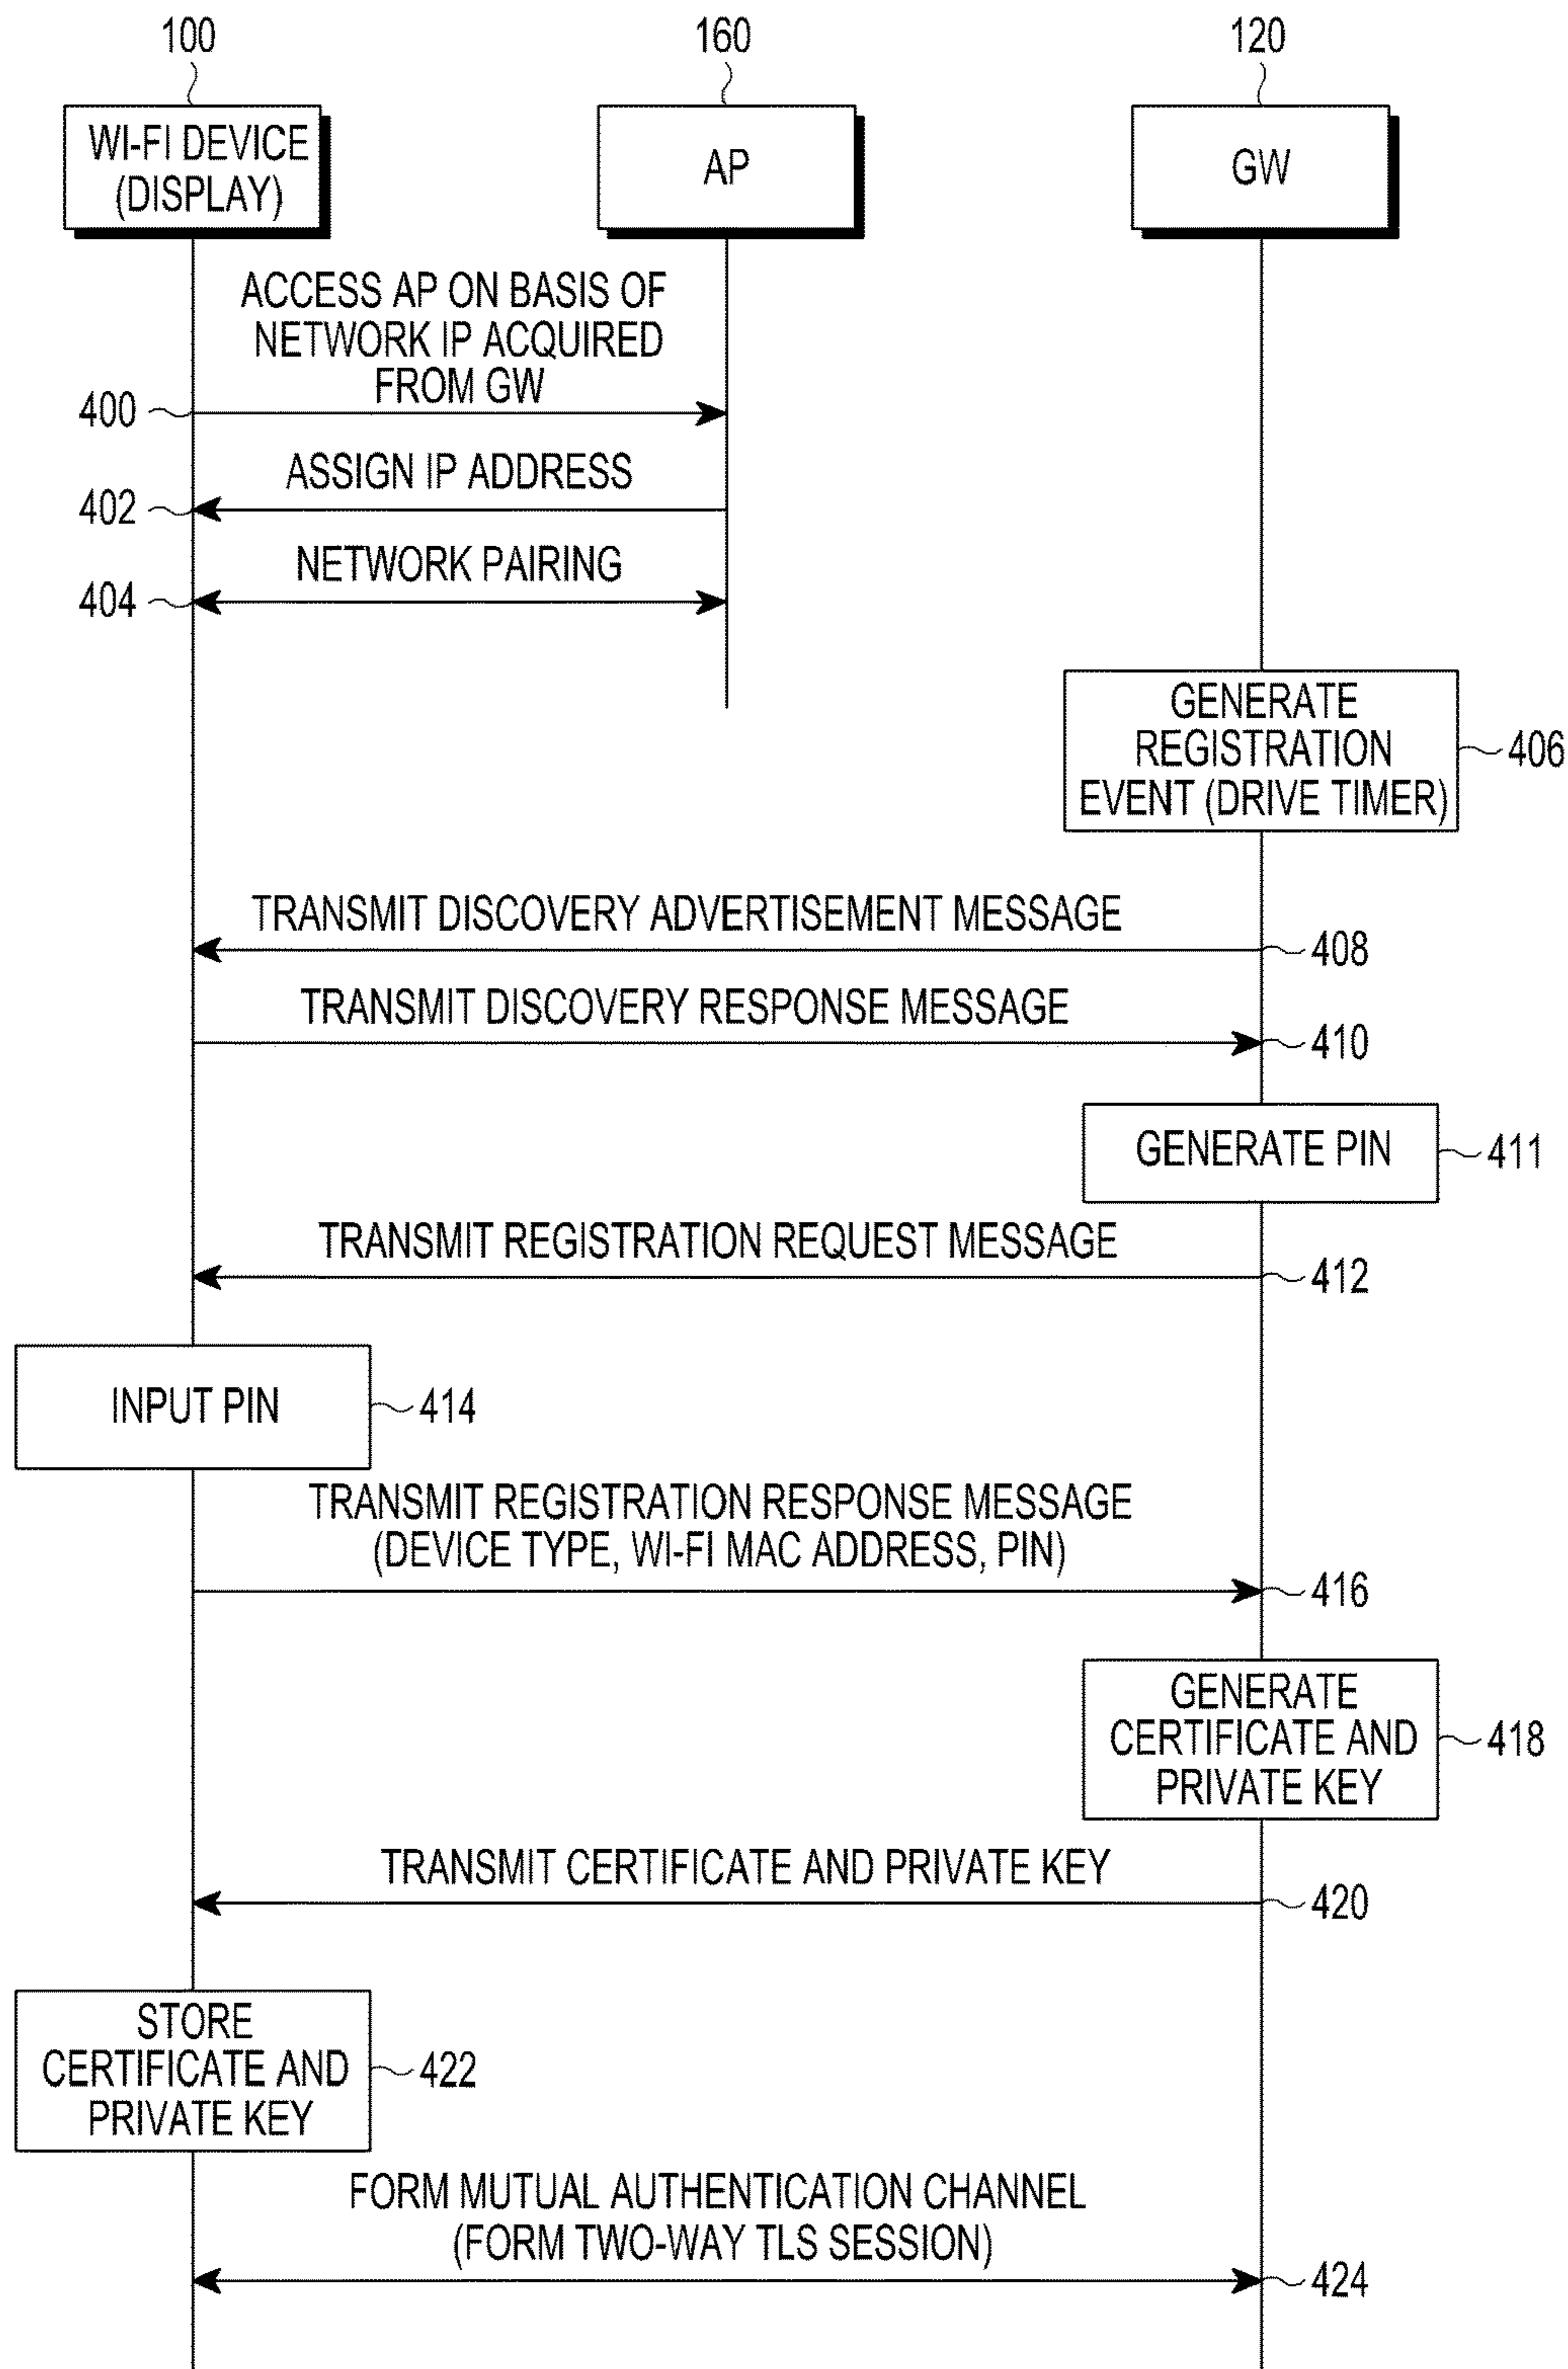 100
160
120
WI-FI DEVICE
(DISPLAY)
AP
GW
ACCESS AP ON BASIS OF
NETWORK IP ACQUIRED
FROM GW
400
ASSIGN IP ADDRESS
402
NETWORK PAIRING
404
GENERATE
REGISTRATION
EVENT (DRIVE TIMER)
406
TRANSMIT DISCOVERY ADVERTISEMENT MESSAGE
408
TRANSMIT DISCOVERY RESPONSE MESSAGE
410
GENERATE PIN
411
TRANSMIT REGISTRATION REQUEST MESSAGE
412
INPUT PIN
414
TRANSMIT REGISTRATION RESPONSE MESSAGE
(DEVICE TYPE, WI-FI MAC ADDRESS, PIN)
416
GENERATE
CERTIFICATE AND
PRIVATE KEY
418
TRANSMIT CERTIFICATE AND PRIVATE KEY
420
STORE
CERTIFICATE AND
PRIVATE KEY
422
FORM MUTUAL AUTHENTICATION CHANNEL
(FORM TWO-WAY TLS SESSION)
424